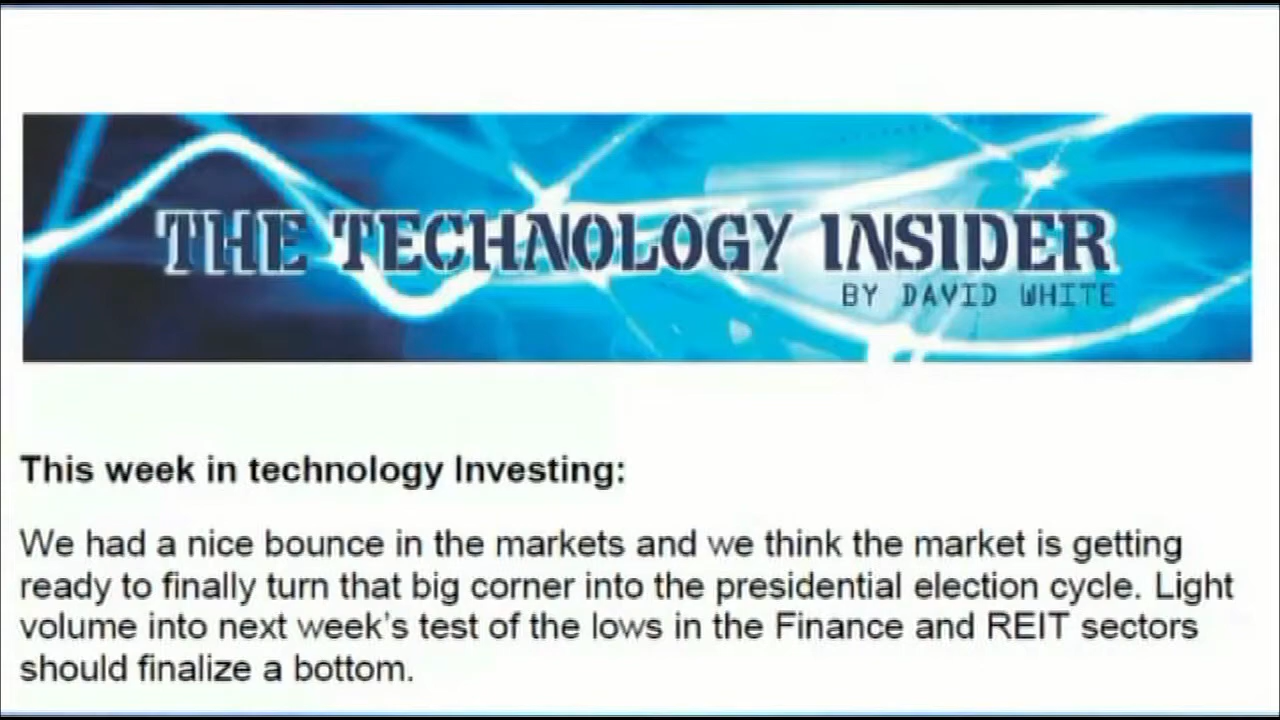 THE TECHNOLOGY INSIDER
BY DAVID WHITE
This week in technology Investing:
We had a nice bounce in the markets and we think the market is getting
ready to finally turn that big corner into the presidential election cycle. Light
volume into next week's test of the lows in the Finance and REIT sectors
should finalize a bottom.